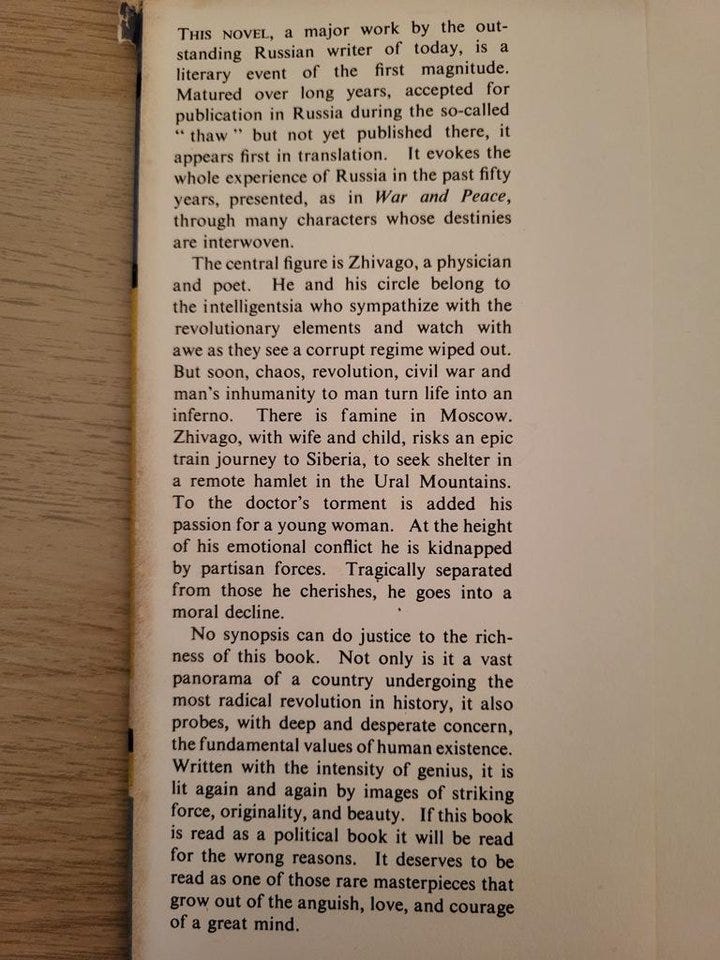 THIS NOVEL, a major work by the out-
standing Russian writer of today, is a
literary event of the first magnitude.
Matured over long years, accepted for
publication in Russia during the so-called
“ thaw ” but not yet published there, it
appears first in translation. It evokes the
whole experience of Russia in the past fifty
years, presented, as in War and Peace,
through many characters whose destinies
are interwoven.
The central figure is Zhivago, a physician
and poet. He and his circle belong to
the intelligentsia who sympathize with the
revolutionary elements and watch with
awe as they see a corrupt regime wiped out.
But soon, chaos, revolution, civil war and
man's inhumanity to man turn life into an
inferno. There is famine in Moscow.
Zhivago, with wife and child, risks an epic
train journey to Siberia, to seek shelter in
a remote hamlet in the Ural Mountains.
To the doctor's torment is added his
passion for a young woman. At the height
of his emotional conflict he is kidnapped
by partisan forces. Tragically separated
from those he cherishes, he goes into a
moral decline.
No synopsis can do justice to the rich-
ness of this book. Not only is it a vast
panorama of a country undergoing the
most radical revolution in history, it also
probes, with deep and desperate concern,
the fundamental values of human existence.
Written with the intensity of genius, it is
lit again and again by images of striking
force, originality, and beauty. If this book
is read as a political book it will be read
for the wrong reasons. It deserves to be
read as one of those rare masterpieces that
grow out of the anguish, love, and courage
of a great mind.